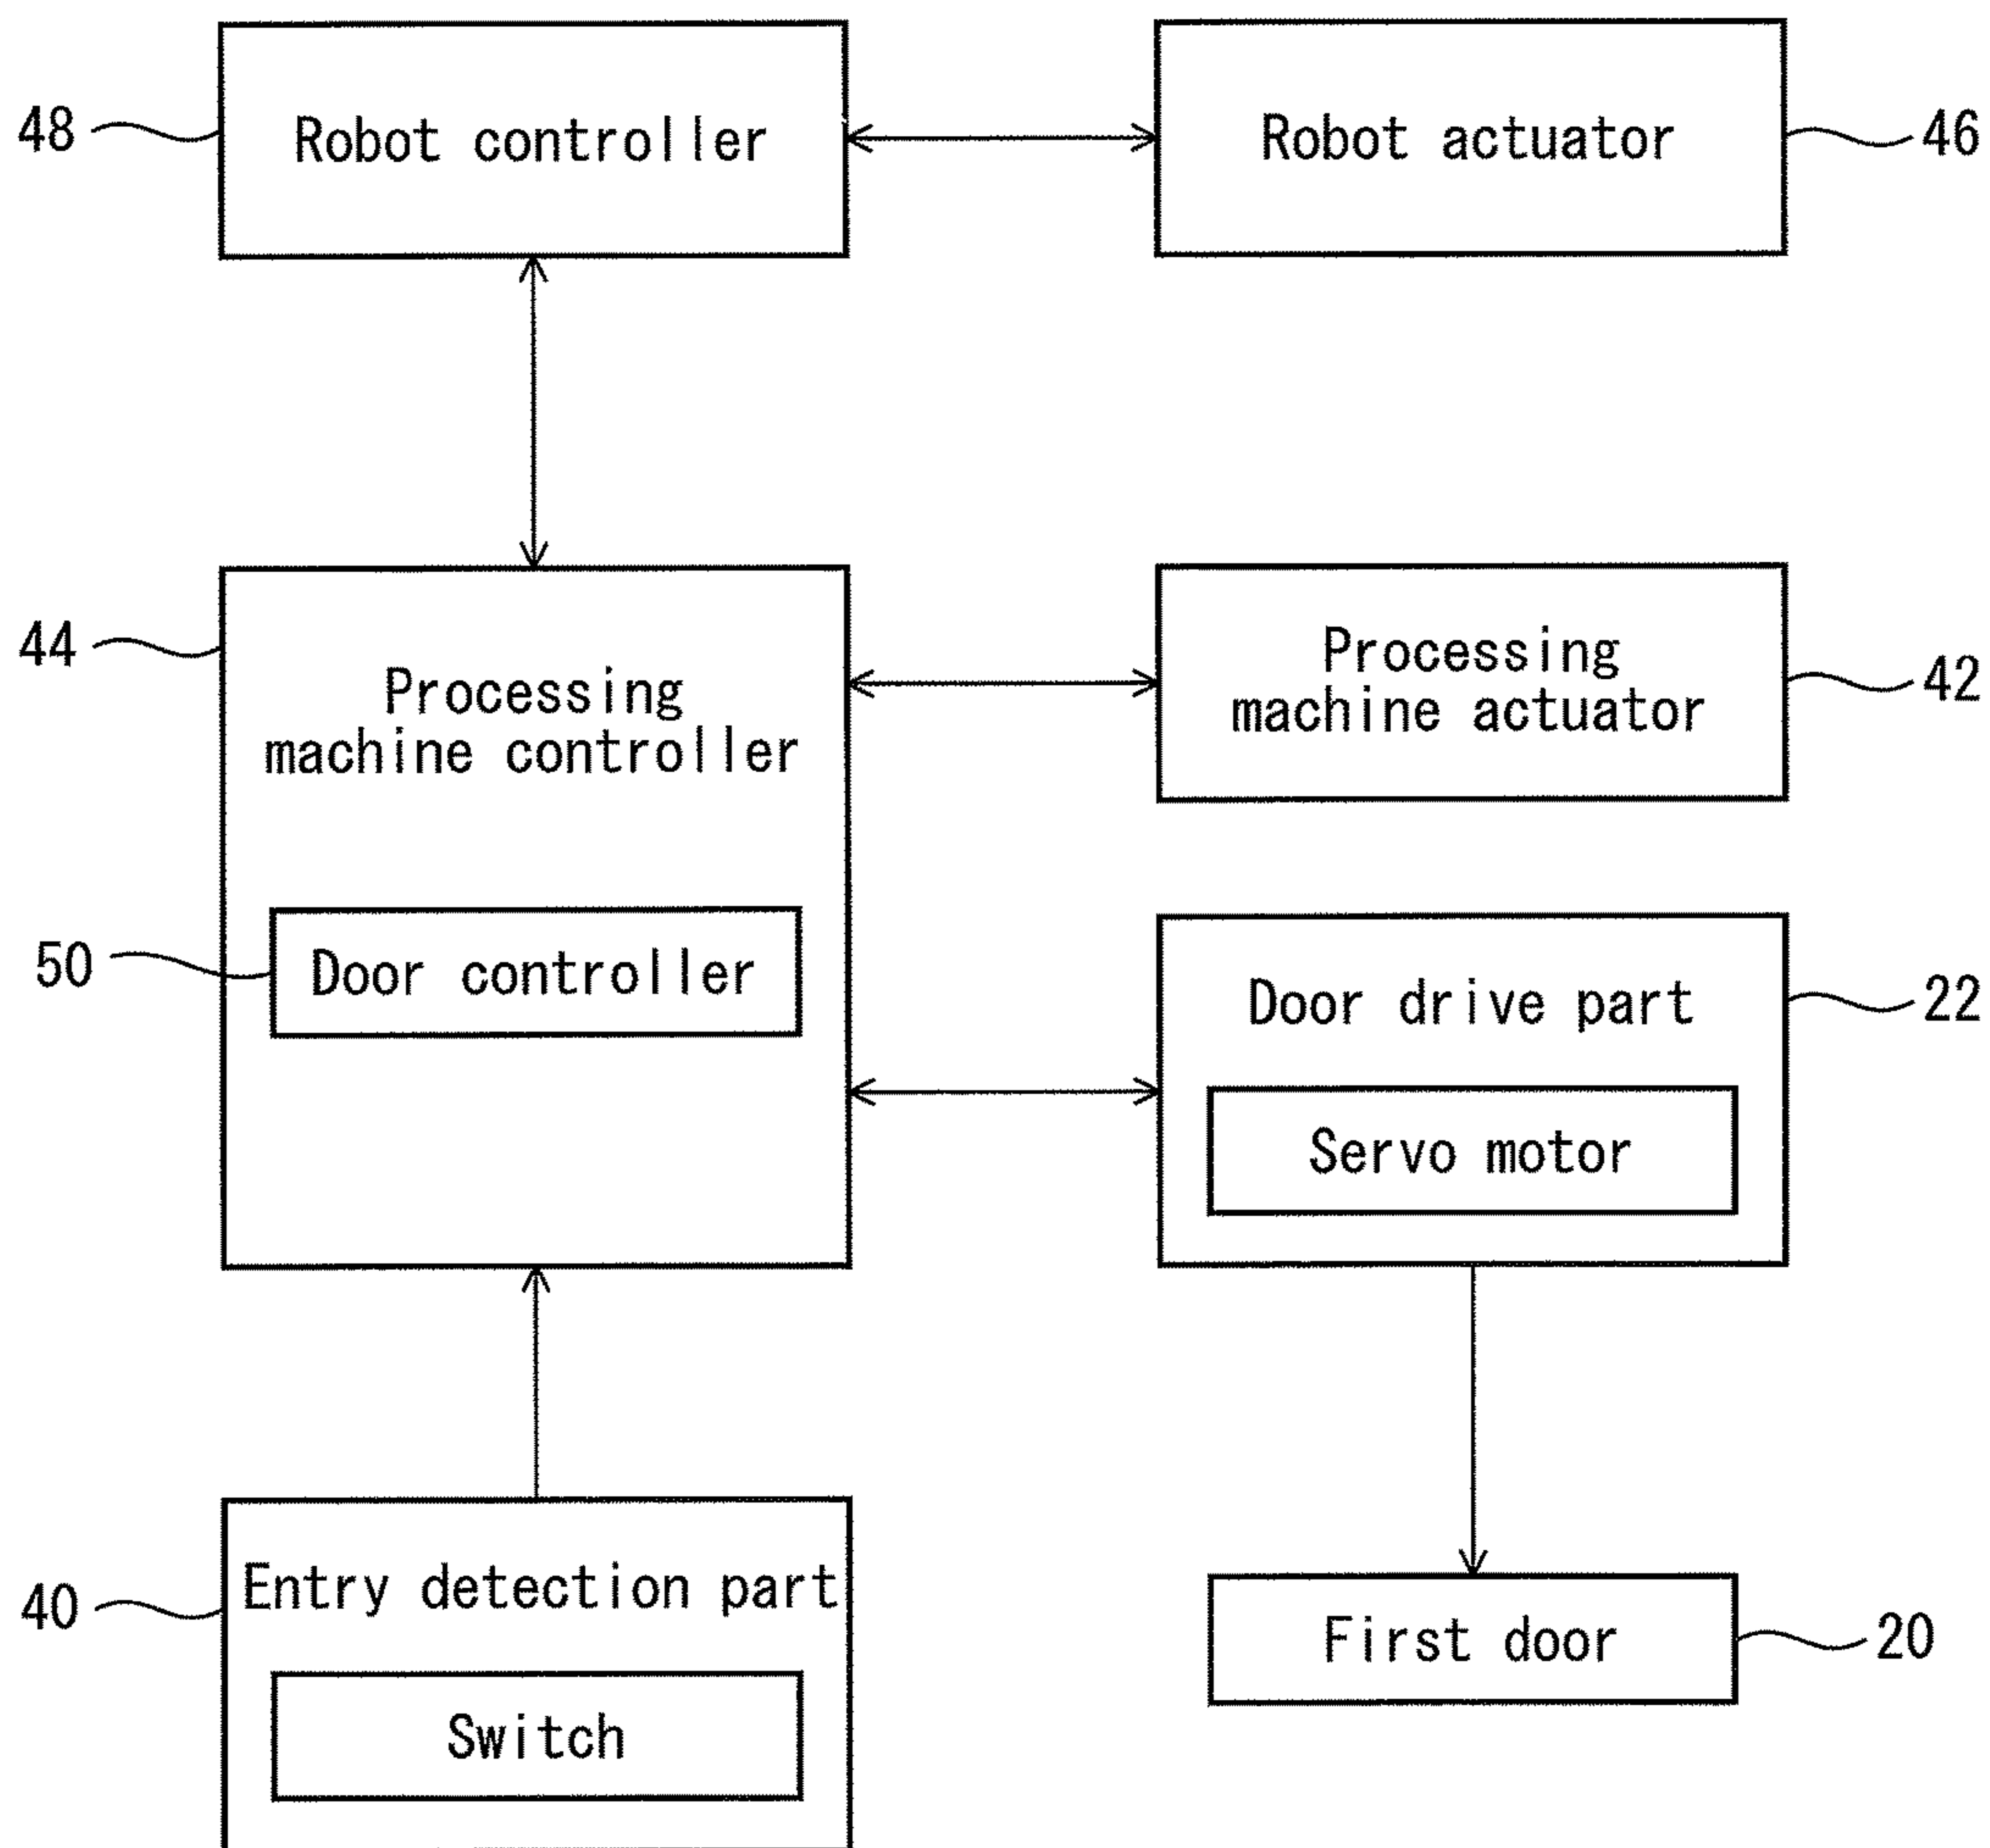 48
Robot controller
Robot actuator
46
44
Processing
machine controller
Processing
machine actuator
42
50
Door controller
Door drive part
22
Servo motor
40
Entry detection part
Switch
First door
20